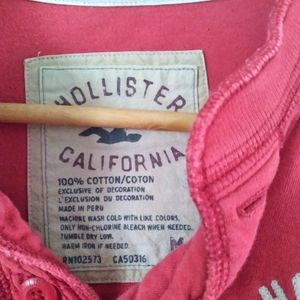 HOLLISTER
CALIFORNIA
100% COTTON/COTON
EXCLUSIVE OF DECORATION
L'EXCLUSION DU DECORATION
MADE IN PERU
MACHINE WASH COLD WITH LIKE COLORS,
ONLY NON-CHLORINE BLEACH WHEN NEEDED.
TUMBLE DRY LOW.
WARM IRON IF NEEDED.
M
RN102573 CA50316